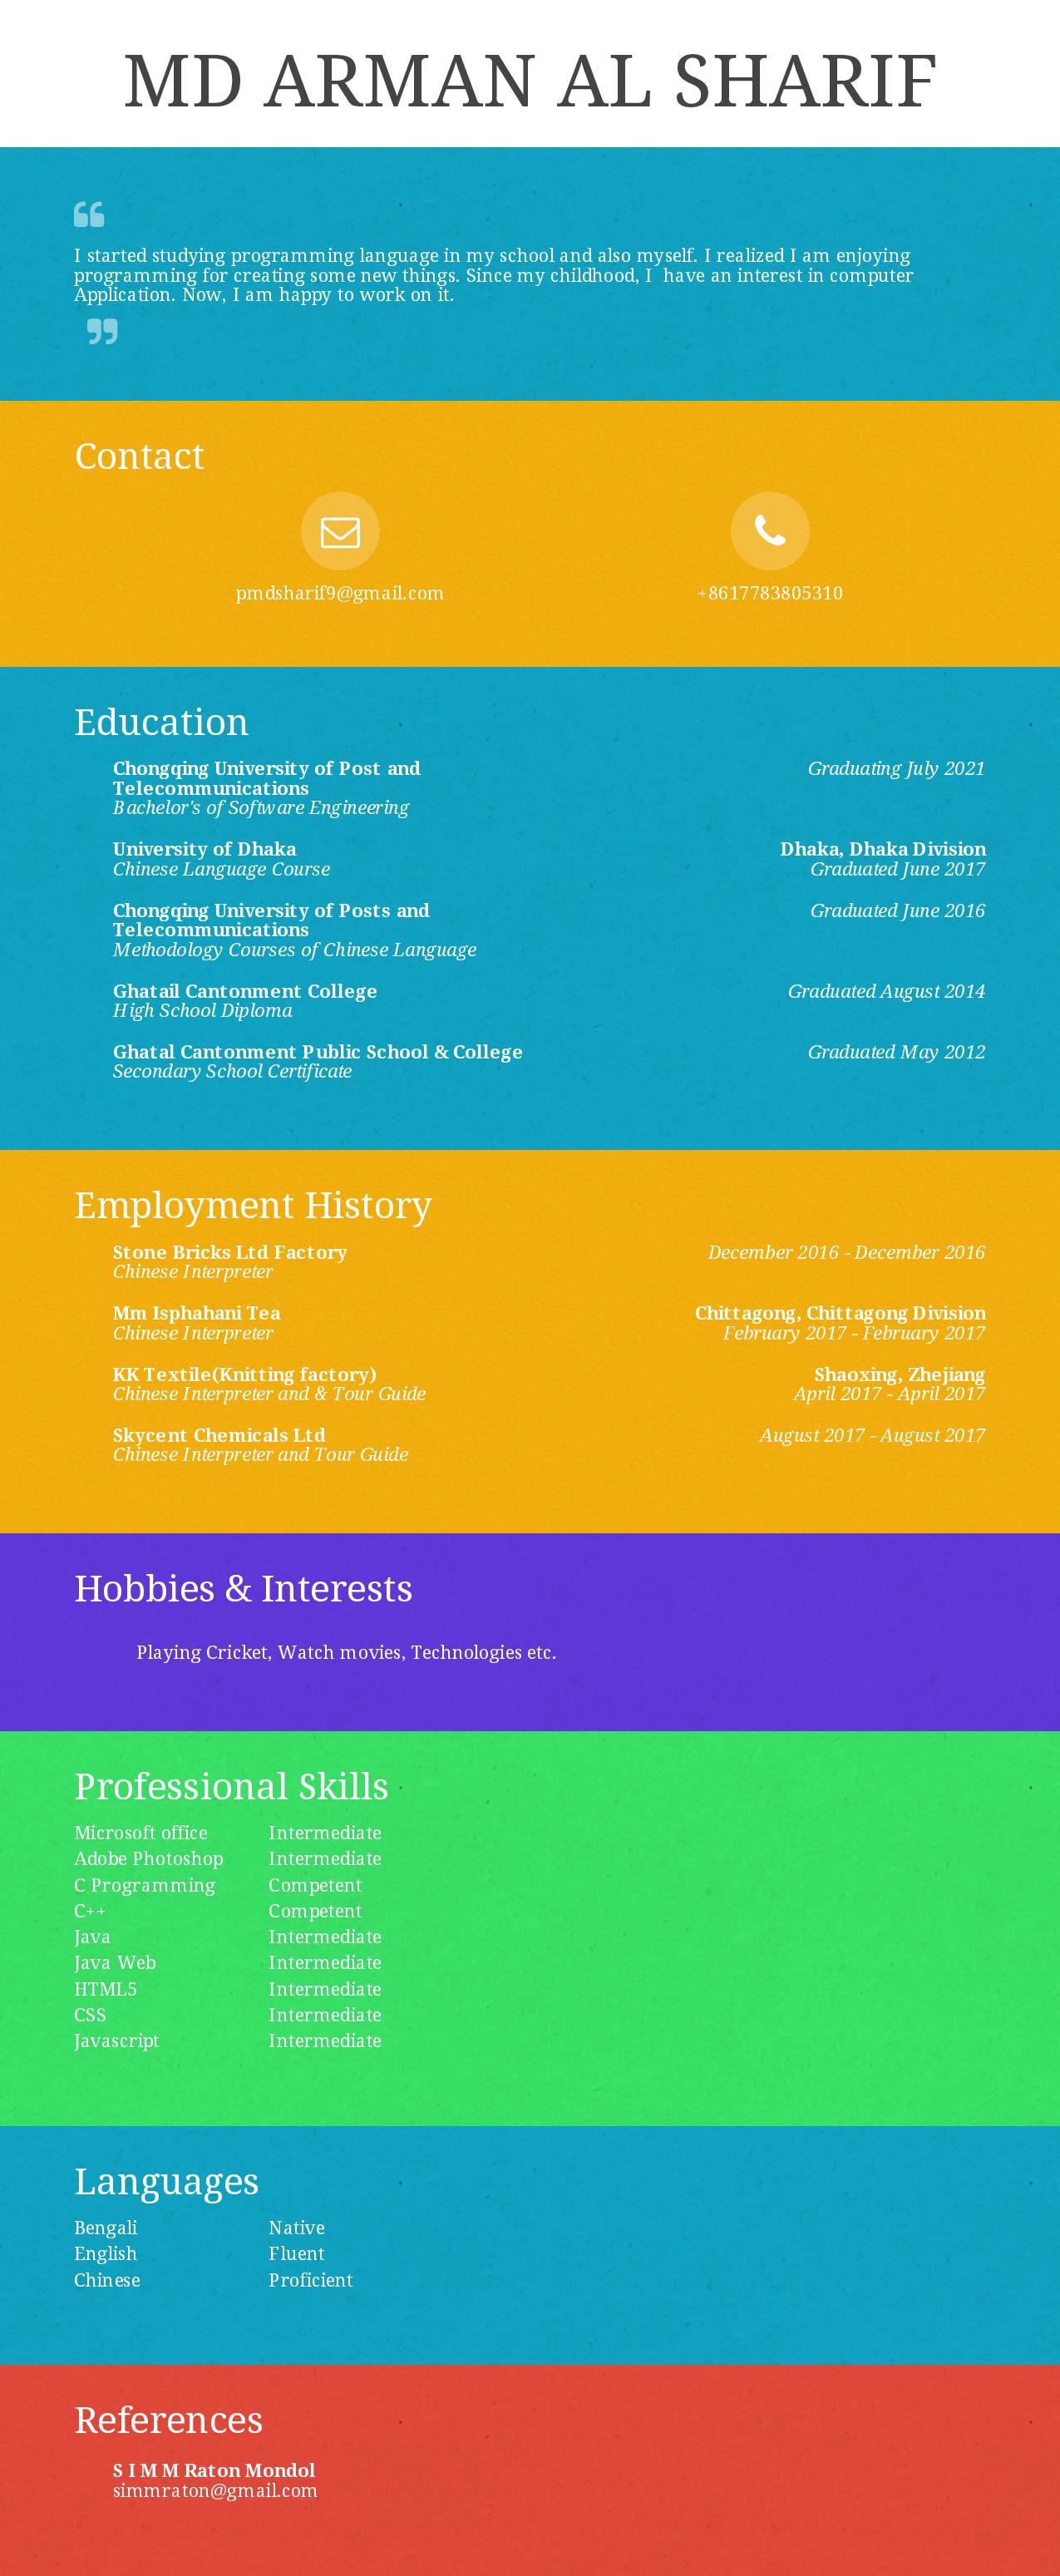 MD ARMAN AL SHARIF
I started studying programming language in my school and also myself. I realized I am enjoying
programming for creating some new things. Since my childhood, I  have an interest in computer
Application. Now, I am happy to work on it.
Contact
pmdsharif9@gmail.com
+8617783805310
Education
Chongqing University of Post and Graduating July 2021
Telecommunications
Bachelor's of Software Engineering
University of Dhaka Dhaka, Dhaka Division
Chinese Language Course Graduated June 2017
Chongqing University of Posts and Graduated June 2016
Telecommunications
Methodology Courses of Chinese Language
Ghatail Cantonment College Graduated August 2014
High School Diploma
Ghatal Cantonment Public School & College Graduated May 2012
Secondary School Certificate
Employment History
Stone Bricks Ltd Factory December 2016 - December 2016
Chinese Interpreter
Mm Isphahani Tea Chittagong, Chittagong Division
Chinese Interpreter February 2017 - February 2017
KK Textile(Knitting factory) Shaoxing, Zhejiang
Chinese Interpreter and & Tour Guide April 2017 - April 2017
Skycent Chemicals Ltd August 2017 - August 2017
Chinese Interpreter and Tour Guide
Hobbies & Interests
Playing Cricket, Watch movies, Technologies etc.
Professional Skills
Microsoft office Intermediate
Adobe Photoshop Intermediate
C Programming Competent
C++ Competent
Java Intermediate
Java Web Intermediate
HTML5 Intermediate
CSS Intermediate
Javascript Intermediate
Languages
Bengali Native
English Fluent
Chinese Proficient
References
S I M M Raton Mondol
simmraton@gmail.com